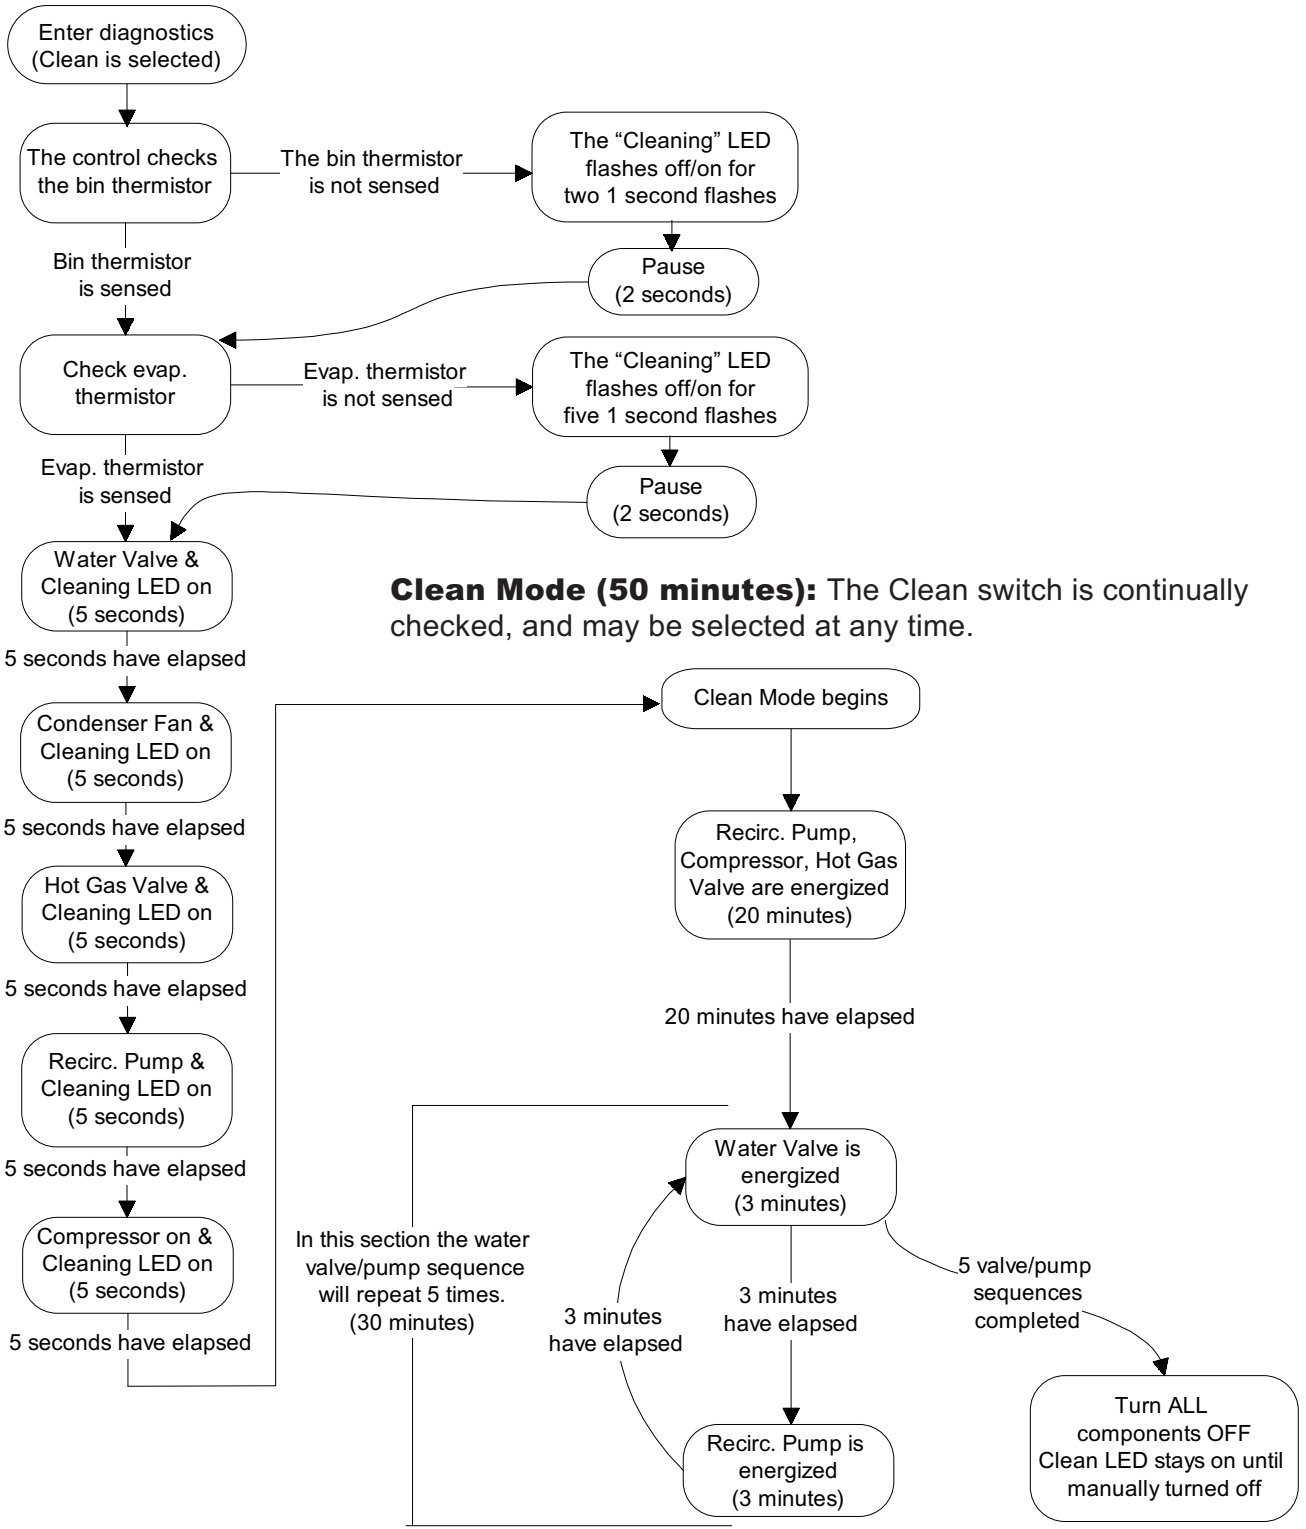 Enter diagnostics
(Clean is selected)
The control checks
the bin thermistor
The bin thermistor
is not sensed
The “Cleaning” LED
flashes off/on for
two 1 second flashes
Pause
(2 seconds)
Bin thermistor
is sensed
Check evap.
thermistor
Evap. thermistor
is not sensed
The “Cleaning” LED
flashes off/on for
five 1 second flashes
Pause
(2 seconds)
Evap. thermistor
is sensed
Water Valve &
Cleaning LED on
(5 seconds)
5 seconds have elapsed
Condenser Fan &
Cleaning LED on
(5 seconds)
5 seconds have elapsed
Hot Gas Valve &
Cleaning LED on
(5 seconds)
5 seconds have elapsed
Recirc. Pump &
Cleaning LED on
(5 seconds)
5 seconds have elapsed
Compressor on &
Cleaning LED on
(5 seconds)
5 seconds have elapsed
Clean Mode (50 minutes): The Clean switch is continually
checked, and may be selected at any time.
Clean Mode begins
Recirc. Pump,
Compressor, Hot Gas
Valve are energized
(20 minutes)
20 minutes have elapsed
Water Valve is
energized
(3 minutes)
In this section the water
valve/pump sequence
will repeat 5 times.
(30 minutes)
3 minutes
have elapsed
3 minutes
have elapsed
5 valve/pump
sequences
completed
Recirc. Pump is
energized
(3 minutes)
Turn ALL
components OFF
Clean LED stays on until
manually turned off